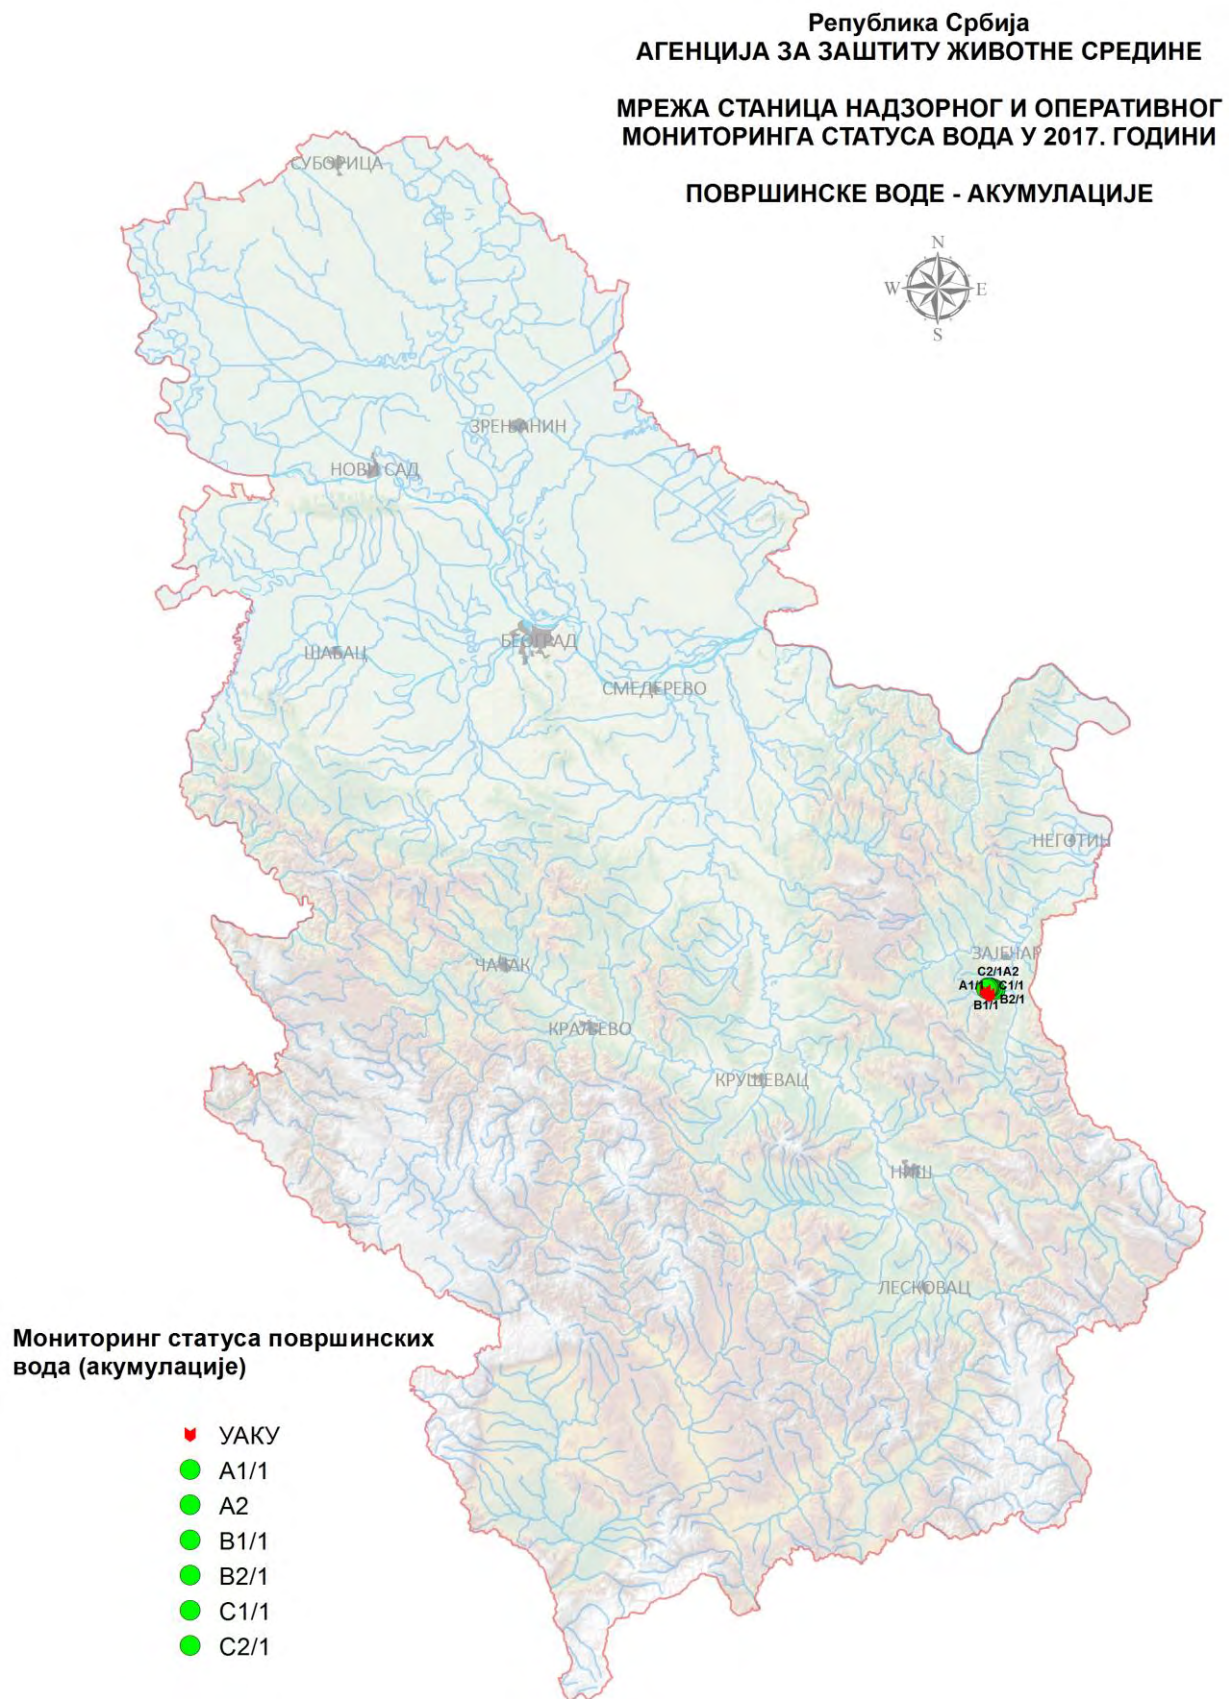 Република Србија
АГЕНЦИЈА ЗА ЗАШТИТУ ЖИВОТНЕ СРЕДИНЕ
МРЕЖА СТАНИЦА НАДЗОРНОГ И ОПЕРАТИВНОГ
МОНИТОРИНГА СТАТУСА ВОДА У 2017. ГОДИНИ
ПОВРШИНСКЕ ВОДЕ - АКУМУЛАЦИЈЕ
N
W E
S
СУБОРИЦА
ЗРЕЊАНИН
НОВИ САД
БЕОГРАД
ШАБАЦ
СМЕДЕРЕВО
НЕГОТИН
ЗАЈЕЧАР
C2/1A2
A1/1 C1/1
B2/1
B1/1
ЧАЧАК
КРАЉЕВО
КРУШЕВАЦ
НИШ
ЛЕСКОВАЦ
Мониторинг статуса површинских
вода (акумулације)
УАКУ
A1/1
A2
B1/1
B2/1
C1/1
C2/1